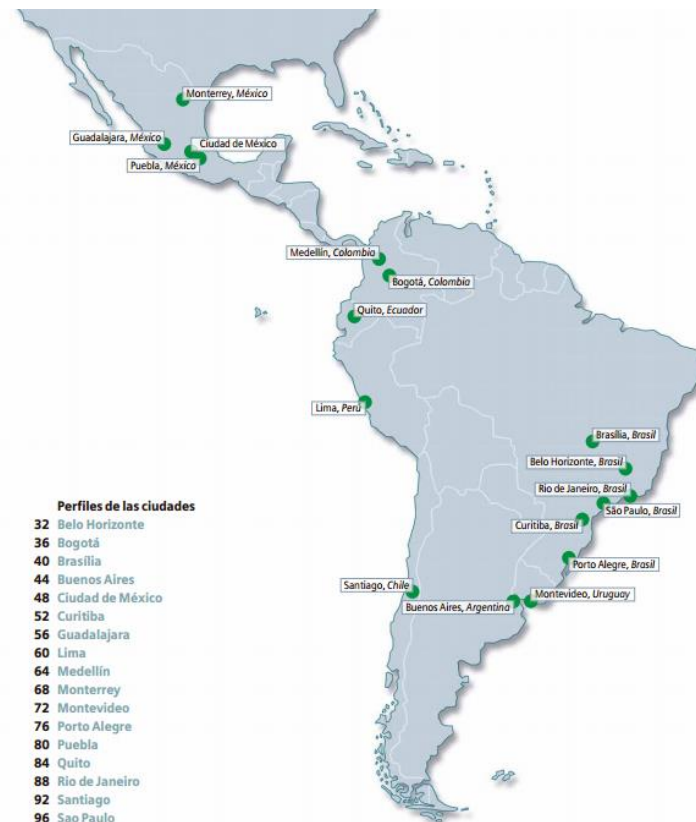 Monterrey, México
Guadalajara, México
Ciudad de México
Puebla, México
Medellín, Colombia
Bogotá, Colombia
Quito, Ecuador
Lima, Perú
Brasília, Brasil
Belo Horizonte, Brasil
Rio de Janeiro, Brasil
São Paulo, Brasil
Curitiba, Brasil
Porto Alegre, Brasil
Santiago, Chile
Montevideo, Uruguay
Buenos Aires, Argentina
Perfiles de las ciudades
32 Belo Horizonte
36 Bogotá
40 Brasília
44 Buenos Aires
48 Ciudad de México
52 Curitiba
56 Guadalajara
60 Lima
64 Medellín
68 Monterrey
72 Montevideo
76 Porto Alegre
80 Puebla
84 Quito
88 Rio de Janeiro
92 Santiago
96 Sao Paulo